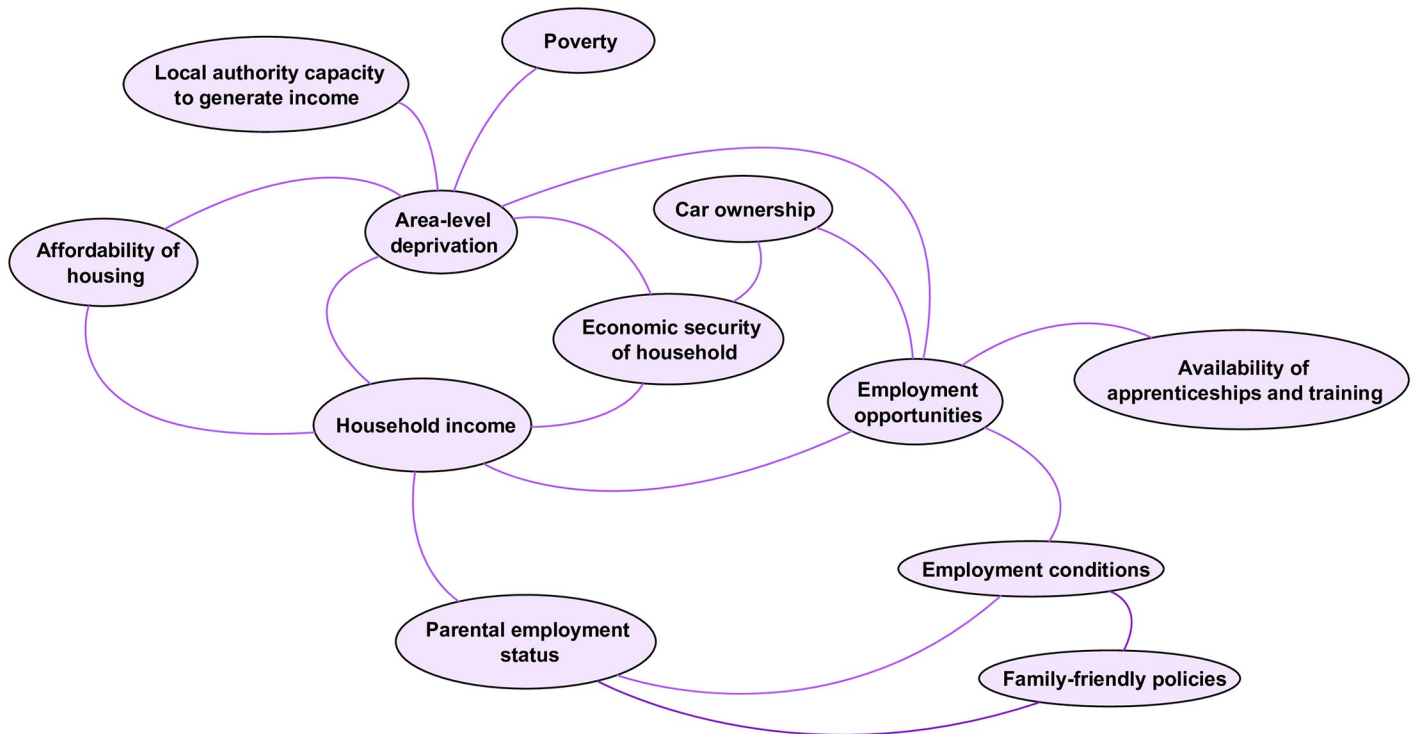 Poverty
Local authority capacity
to generate income
Car ownership
Area-level
deprivation
Affordability of
housing
Economic security
of household
Availability of
apprenticeships and training
Employment
opportunities
Household income
Employment conditions
Parental employment
status
Family-friendly policies